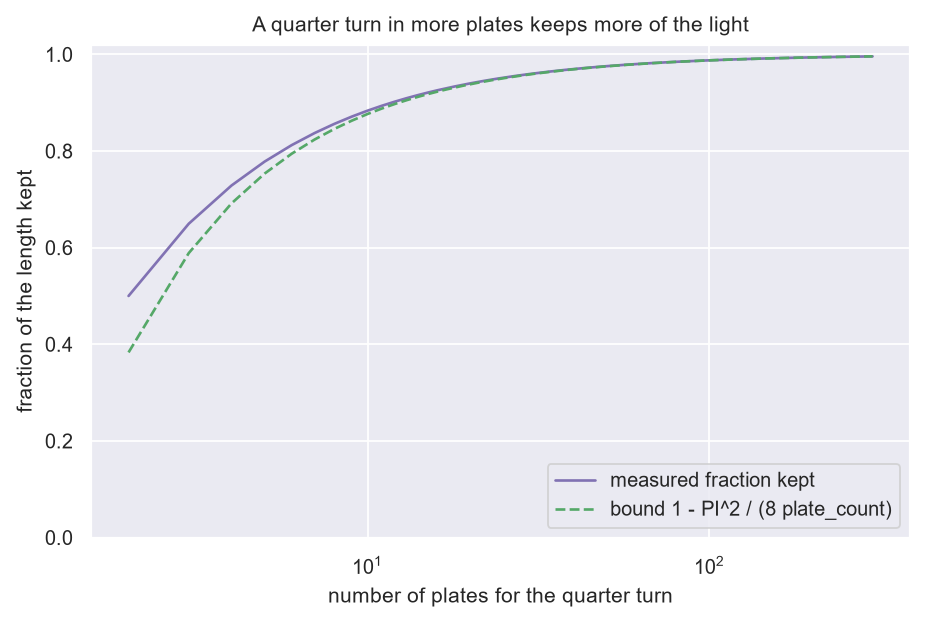 A quarter turn in more plates keeps more of the light
fraction of the length kept
1.0
0.8
0.6
0.4
0.2
0.0
10^1
10^2
number of plates for the quarter turn
measured fraction kept
bound 1 - PI^2 / (8 plate_count)